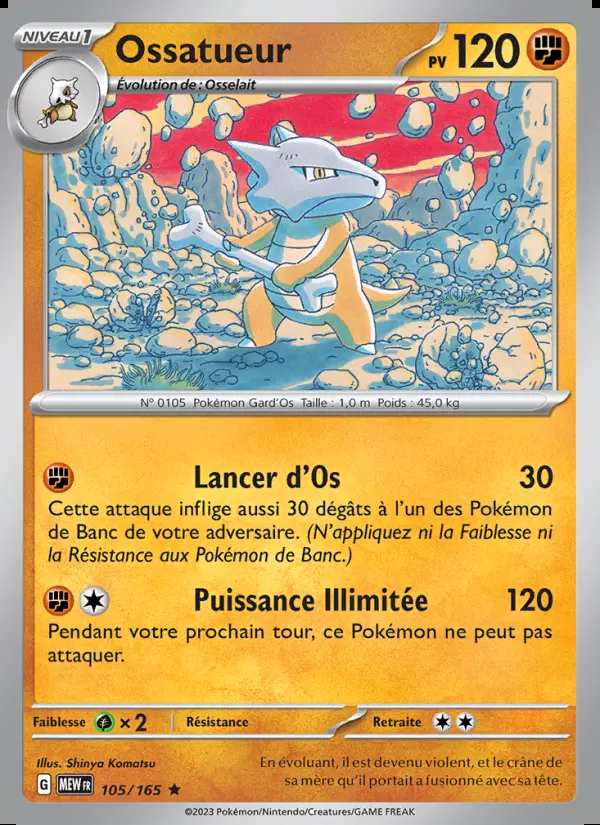 NIVEAU 1
Ossatueur
PV 120
Évolution de : Osselait
N° 0105 Pokémon Gard'Os Taille : 1,0 m Poids : 45,0 kg
Lancer d'Os 30
Cette attaque inflige aussi 30 dégâts à l'un des Pokémon
de Banc de votre adversaire. (N'appliquez ni la Faiblesse ni
la Résistance aux Pokémon de Banc.)
Puissance Illimitée 120
Pendant votre prochain tour, ce Pokémon ne peut pas
attaquer.
Faiblesse × 2 Résistance Retraite
Illus. Shinya Komatsu
En évoluant, il est devenu violent, et le crâne de
sa mère qu'il portait a fusionné avec sa tête.
G MEW FR 105/165 ★
©2023 Pokémon/Nintendo/Creatures/GAME FREAK